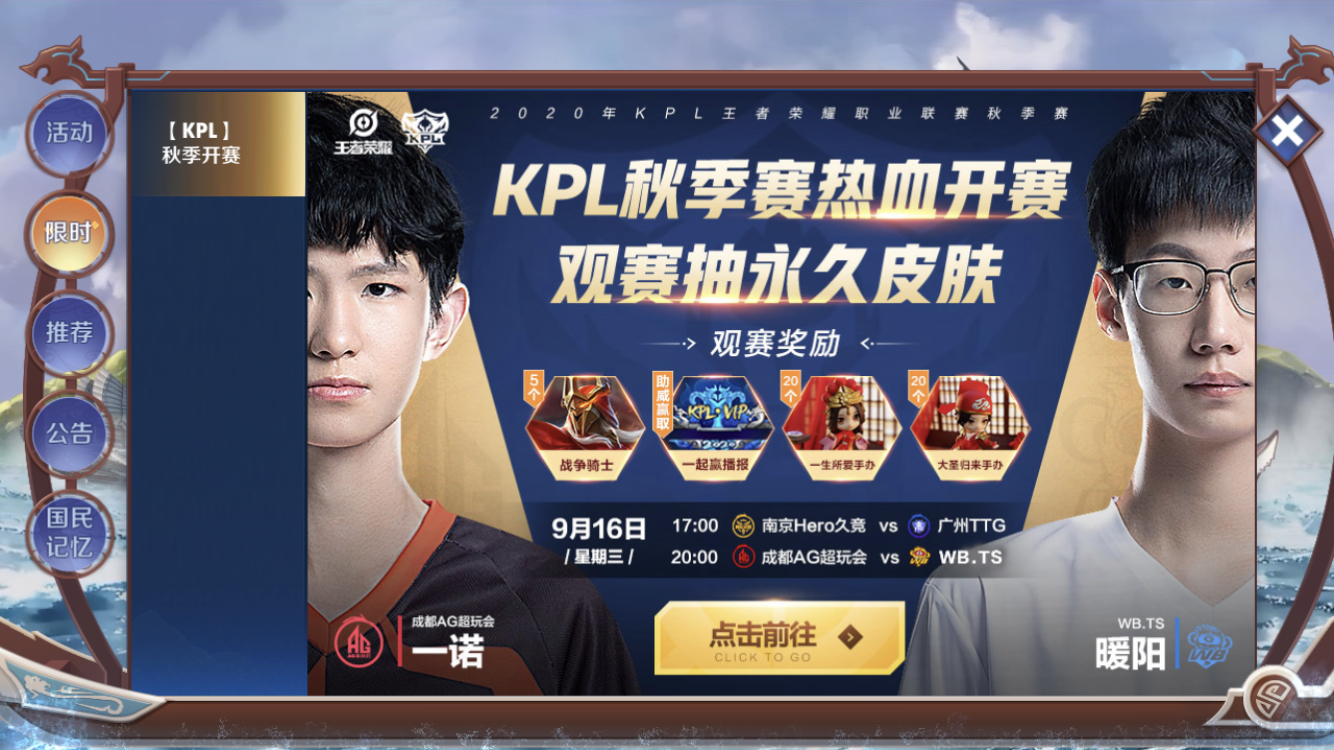 活动
限时
推荐
公告
国民
记忆
【KPL】
秋季开赛
王者荣耀
KPL
2020年KPL王者荣耀职业联赛秋季赛
KPL秋季赛热血开赛
观赛抽永久皮肤
观赛奖励
5个
战争骑士
助威赢取
KPL·VIP
2020
一起赢播报
20个
一生所爱手办
20个
大圣归来手办
9月16日
/星期三/
17:00 南京Hero久竞 vs 广州TTG
20:00 成都AG超玩会 vs WB.TS
点击前往
CLICK TO GO
AG
成都AG超玩会
一诺
WB.TS
暖阳
WB